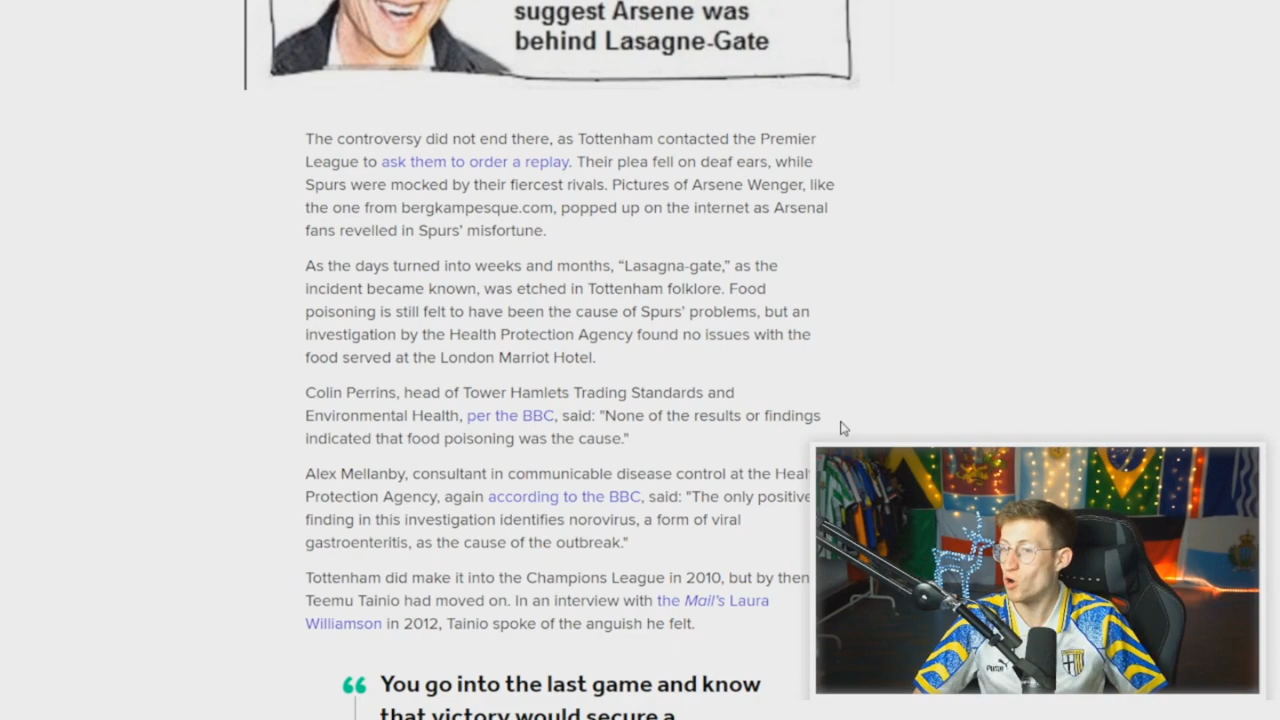 suggest Arsene was
behind Lasagne-Gate
The controversy did not end there, as Tottenham contacted the Premier
League to ask them to order a replay. Their plea fell on deaf ears, while
Spurs were mocked by their fiercest rivals. Pictures of Arsene Wenger, like
the one from bergkampesque.com, popped up on the internet as Arsenal
fans revelled in Spurs’ misfortune.
As the days turned into weeks and months, “Lasagna-gate,” as the
incident became known, was etched in Tottenham folklore. Food
poisoning is still felt to have been the cause of Spurs’ problems, but an
investigation by the Health Protection Agency found no issues with the
food served at the London Marriot Hotel.
Colin Perrins, head of Tower Hamlets Trading Standards and
Environmental Health, per the BBC, said: "None of the results or findings
indicated that food poisoning was the cause."
Alex Mellanby, consultant in communicable disease control at the Heal
Protection Agency, again according to the BBC, said: "The only positive
finding in this investigation identifies norovirus, a form of viral
gastroenteritis, as the cause of the outbreak."
Tottenham did make it into the Champions League in 2010, but by then
Teemu Tainio had moved on. In an interview with the Mail’s Laura
Williamson in 2012, Tainio spoke of the anguish he felt.
“ You go into the last game and know
that victory would secure a
Puma